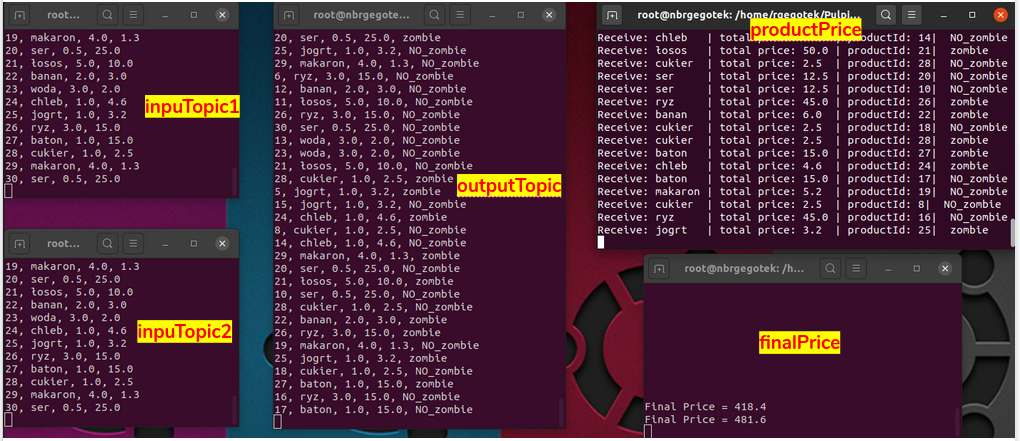 root...
19, makaron, 4.0, 1.3
20, ser, 0.5, 25.0
21, łosos, 5.0, 10.0
22, banan, 2.0, 3.0
23, woda, 3.0, 2.0
24, chleb, 1.0, 4.6
25, jogrt, 1.0, 3.2
26, ryz, 3.0, 15.0
27, baton, 1.0, 15.0
28, cukier, 1.0, 2.5
29, makaron, 4.0, 1.3
30, ser, 0.5, 25.0
inpuTopic1
root...
19, makaron, 4.0, 1.3
20, ser, 0.5, 25.0
21, łosos, 5.0, 10.0
22, banan, 2.0, 3.0
23, woda, 3.0, 2.0
24, chleb, 1.0, 4.6
25, jogrt, 1.0, 3.2
26, ryz, 3.0, 15.0
27, baton, 1.0, 15.0
28, cukier, 1.0, 2.5
29, makaron, 4.0, 1.3
30, ser, 0.5, 25.0
inpuTopic2
root@nbrgegotek: /h...
20, ser, 0.5, 25.0, zombie
25, jogrt, 1.0, 3.2, NO_zombie
29, makaron, 4.0, 1.3, NO_zombie
6, ryz, 3.0, 15.0, NO_zombie
12, banan, 2.0, 3.0, NO_zombie
11, łosos, 5.0, 10.0, NO_zombie
26, ryz, 3.0, 15.0, NO_zombie
30, ser, 0.5, 25.0, NO_zombie
13, woda, 3.0, 2.0, NO_zombie
23, woda, 3.0, 2.0, NO_zombie
21, łosos, 5.0, 10.0, NO_zombie
28, cukier, 1.0, 2.5, zombie
5, jogrt, 1.0, 3.2, zombie
15, jogrt, 1.0, 3.2, NO_zombie
24, chleb, 1.0, 4.6, zombie
8, cukier, 1.0, 2.5, NO_zombie
14, chleb, 1.0, 4.6, NO_zombie
29, makaron, 4.0, 1.3, zombie
20, ser, 0.5, 25.0, NO_zombie
21, łosos, 5.0, 10.0, zombie
10, ser, 0.5, 25.0, NO_zombie
28, cukier, 1.0, 2.5, NO_zombie
22, banan, 2.0, 3.0, zombie
26, ryz, 3.0, 15.0, zombie
19, makaron, 4.0, 1.3, NO_zombie
25, jogrt, 1.0, 3.2, zombie
18, cukier, 1.0, 2.5, NO_zombie
27, baton, 1.0, 15.0, zombie
16, ryz, 3.0, 15.0, NO_zombie
17, baton, 1.0, 15.0, NO_zombie
outputTopic
root@nbrgegotek: /home/rgegotek/Pulpi...
productPrice
Receive: chleb | total price: 4.6 | productId: 14| NO_zombie
Receive: łosos | total price: 50.0 | productId: 21| zombie
Receive: cukier | total price: 2.5 | productId: 28| NO_zombie
Receive: ser | total price: 12.5 | productId: 20| NO_zombie
Receive: ser | total price: 12.5 | productId: 10| NO_zombie
Receive: ryz | total price: 45.0 | productId: 26| zombie
Receive: banan | total price: 6.0 | productId: 22| zombie
Receive: cukier | total price: 2.5 | productId: 18| NO_zombie
Receive: cukier | total price: 2.5 | productId: 28| zombie
Receive: baton | total price: 15.0 | productId: 27| zombie
Receive: chleb | total price: 4.6 | productId: 24| zombie
Receive: baton | total price: 15.0 | productId: 17| NO_zombie
Receive: makaron | total price: 5.2 | productId: 19| NO_zombie
Receive: cukier | total price: 2.5 | productId: 8| NO_zombie
Receive: ryz | total price: 45.0 | productId: 16| NO_zombie
Receive: jogrt | total price: 3.2 | productId: 25| zombie
root@nbrgegotek: /h...
finalPrice
Final Price = 418.4
Final Price = 481.6